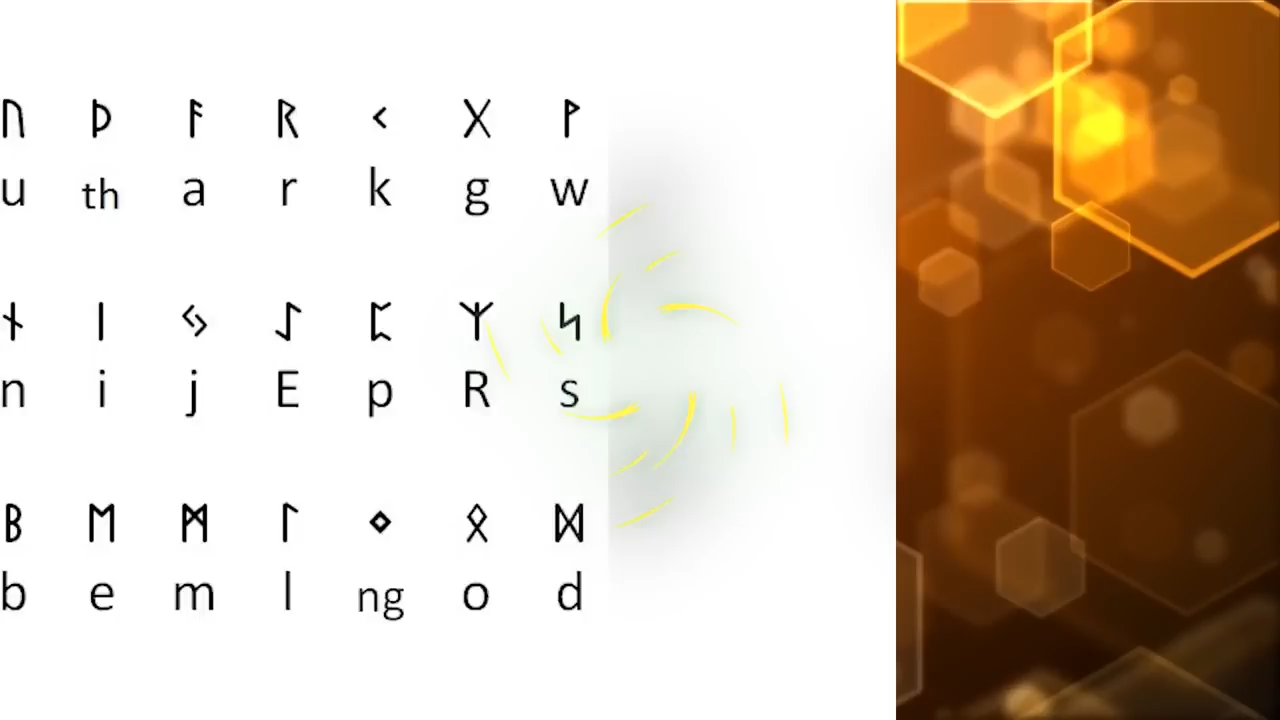 ᚢ ᚦ ᚨ ᚱ ᚲ ᚷ ᚹ
u th a r k g w
ᚾ ᛁ ᛃ ᛇ ᛈ ᛉ ᛋ
n i j E p R s
ᛒ ᛖ ᛗ ᛚ ᛜ ᛟ ᛞ
b e m l ng o d